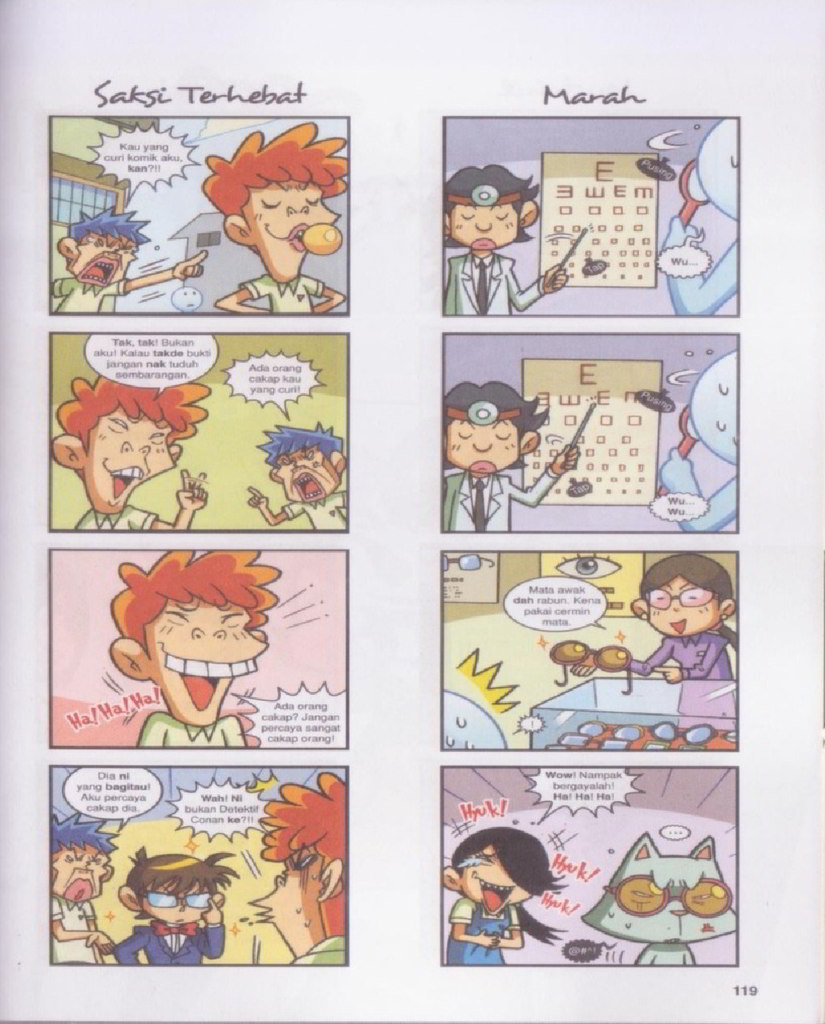 Saksi Terhebat
Kau yang
curi komik aku,
kan?!!
Tak, tak! Bukan
aku! Kalau takde bukti
jangan nak tuduh
sembarangan.
Ada orang
cakap kau
yang curi!
Ha! Ha! Ha!
Ada orang
cakap? Jangan
percaya sangat
cakap orang!
Dia ni
yang bagitau!
Aku percaya
cakap dia.
Wah! Ni
bukan Detektif
Conan ke?!!
Marah
E
Pusing
Tap
Wu...
E
Pusing
Tap
Wu...
Wu...
Mata awak
dah rabun. Kena
pakai cermin
mata.
Wow! Nampak
bergayalah!
Ha! Ha! Ha!
Hyuk!
Hyuk!
Hyuk!
...
@#*!
119